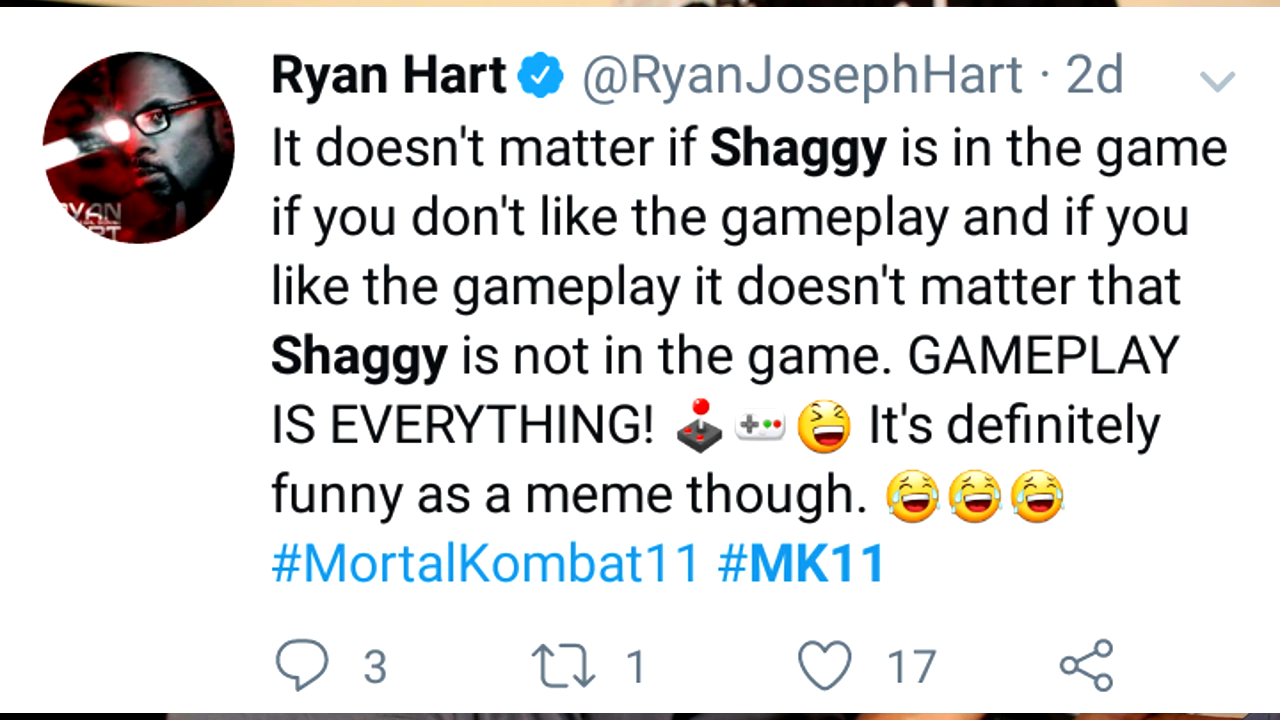 Ryan Hart @RyanJosephHart · 2d
It doesn't matter if Shaggy is in the game
if you don't like the gameplay and if you
like the gameplay it doesn't matter that
Shaggy is not in the game. GAMEPLAY
IS EVERYTHING! 🕹️🎮😆 It's definitely
funny as a meme though. 😂😂😂
#MortalKombat11 #MK11
3 1 17